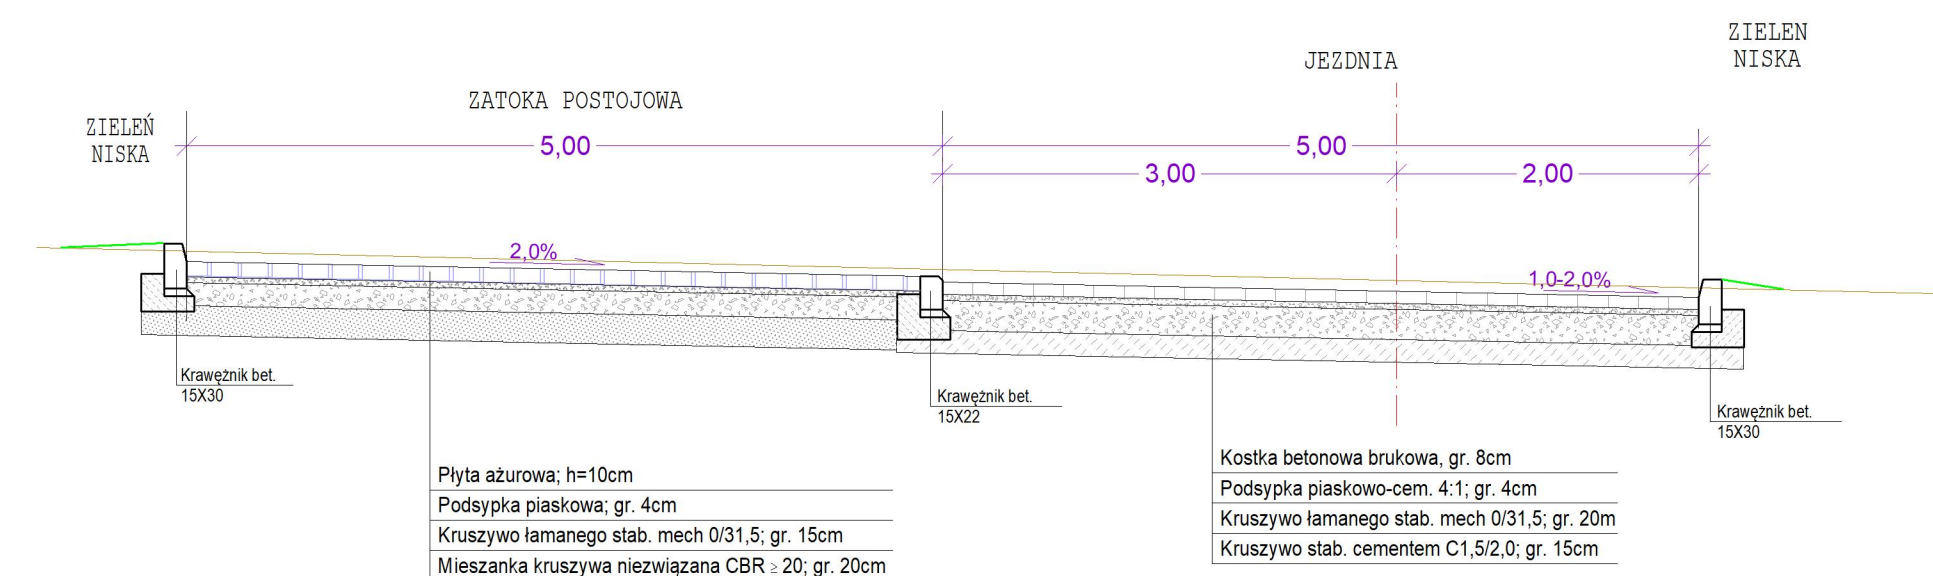 ZIELEN
NISKA
JEZDNIA
ZATOKA POSTOJOWA
ZIELEŃ
NISKA
5,00
5,00
3,00
2,00
2,0%
1,0-2,0%
Krawężnik bet.
15X30
Krawężnik bet.
15X22
Krawężnik bet.
15X30
Płyta ażurowa; h=10cm
Podsypka piaskowa; gr. 4cm
Kruszywo łamanego stab. mech 0/31,5; gr. 15cm
Mieszanka kruszywa niezwiązana CBR ≥ 20; gr. 20cm
Kostka betonowa brukowa, gr. 8cm
Podsypka piaskowo-cem. 4:1; gr. 4cm
Kruszywo łamanego stab. mech 0/31,5; gr. 20m
Kruszywo stab. cementem C1,5/2,0; gr. 15cm